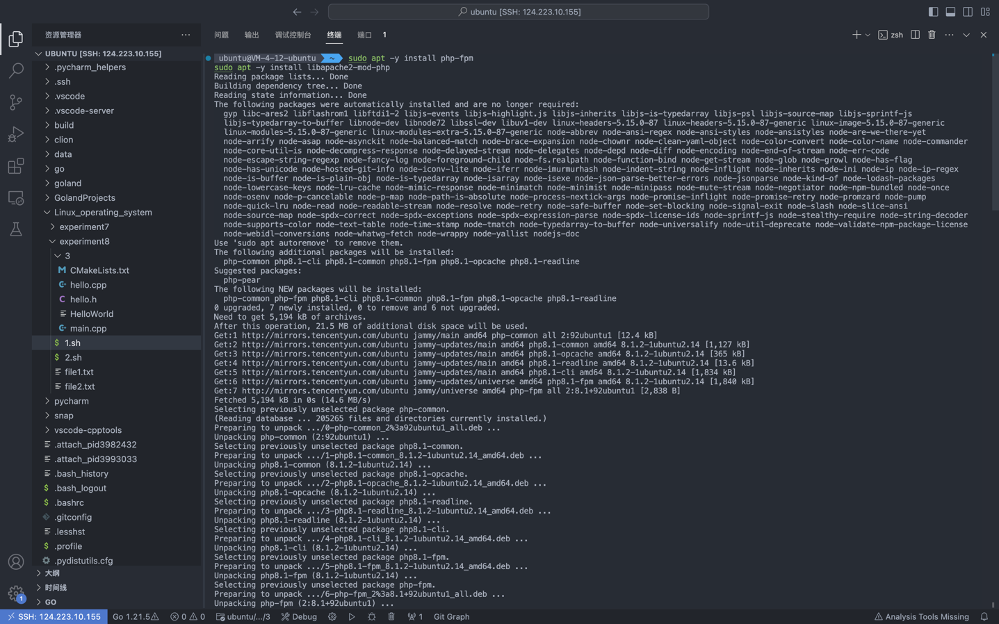 ubuntu [SSH: 124.223.10.155]
资源管理器
UBUNTU [SSH: 124.223.10.155]
.pycharm_helpers
.ssh
.vscode
.vscode-server
build
clion
data
go
goland
GolandProjects
Linux_operating_system
experiment7
experiment8
3
CMakeLists.txt
hello.cpp
hello.h
HelloWorld
main.cpp
1.sh
2.sh
file1.txt
file2.txt
pycharm
snap
vscode-cpptools
.attach_pid3982432
.attach_pid3993033
.bash_history
.bash_logout
.bashrc
.gitconfig
.lesshst
.profile
.pydistutils.cfg
大纲
时间线
GO
问题 输出 调试控制台 终端 端口 1
zsh
ubuntu@VM-4-12-ubuntu ~ sudo apt -y install php-fpm
sudo apt -y install libapache2-mod-php
Reading package lists... Done
Building dependency tree... Done
Reading state information... Done
The following packages were automatically installed and are no longer required:
gyp libc-ares2 libflashrom1 libftdi1-2 libjs-events libjs-highlight.js libjs-inherits libjs-is-typedarray libjs-psl libjs-source-map libjs-sprintf-js
libjs-typedarray-to-buffer libnode-dev libnode72 libssl-dev libuv1-dev linux-headers-5.15.0-87 linux-headers-5.15.0-87-generic linux-image-5.15.0-87-generic
linux-modules-5.15.0-87-generic linux-modules-extra-5.15.0-87-generic node-abbrev node-ansi-regex node-ansi-styles node-ansistyles node-are-we-there-yet
node-arrify node-asap node-asynckit node-balanced-match node-brace-expansion node-chownr node-clean-yaml-object node-color-convert node-color-name node-commander
node-core-util-is node-decompress-response node-delayed-stream node-delegates node-depd node-diff node-encoding node-end-of-stream node-err-code
node-escape-string-regexp node-fancy-log node-foreground-child node-fs.realpath node-function-bind node-get-stream node-glob node-growl node-has-flag
node-has-unicode node-hosted-git-info node-iconv-lite node-iferr node-imurmurhash node-indent-string node-inflight node-inherits node-ini node-ip node-ip-regex
node-is-buffer node-is-plain-obj node-is-typedarray node-isarray node-isexe node-json-parse-better-errors node-jsonparse node-kind-of node-lodash-packages
node-lowercase-keys node-lru-cache node-mimic-response node-minimatch node-minimist node-minipass node-mute-stream node-negotiator node-npm-bundled node-once
node-osenv node-p-cancelable node-p-map node-path-is-absolute node-process-nextick-args node-promise-inflight node-promise-retry node-promzard node-pump
node-quick-lru node-read node-readable-stream node-resolve node-retry node-safe-buffer node-set-blocking node-signal-exit node-slash node-slice-ansi
node-source-map node-spdx-correct node-spdx-exceptions node-spdx-expression-parse node-spdx-license-ids node-sprintf-js node-stealthy-require node-string-decoder
node-supports-color node-text-table node-time-stamp node-tmatch node-typedarray-to-buffer node-universalify node-util-deprecate node-validate-npm-package-license
node-webidl-conversions node-whatwg-fetch node-wrappy node-yallist nodejs-doc
Use 'sudo apt autoremove' to remove them.
The following additional packages will be installed:
php-common php8.1-cli php8.1-common php8.1-fpm php8.1-opcache php8.1-readline
Suggested packages:
php-pear
The following NEW packages will be installed:
php-common php-fpm php8.1-cli php8.1-common php8.1-fpm php8.1-opcache php8.1-readline
0 upgraded, 7 newly installed, 0 to remove and 6 not upgraded.
Need to get 5,194 kB of archives.
After this operation, 21.5 MB of additional disk space will be used.
Get:1 http://mirrors.tencentyun.com/ubuntu jammy/main amd64 php-common all 2:92ubuntu1 [12.4 kB]
Get:2 http://mirrors.tencentyun.com/ubuntu jammy-updates/main amd64 php8.1-common amd64 8.1.2-1ubuntu2.14 [1,127 kB]
Get:3 http://mirrors.tencentyun.com/ubuntu jammy-updates/main amd64 php8.1-opcache amd64 8.1.2-1ubuntu2.14 [365 kB]
Get:4 http://mirrors.tencentyun.com/ubuntu jammy-updates/main amd64 php8.1-readline amd64 8.1.2-1ubuntu2.14 [13.6 kB]
Get:5 http://mirrors.tencentyun.com/ubuntu jammy-updates/main amd64 php8.1-cli amd64 8.1.2-1ubuntu2.14 [1,834 kB]
Get:6 http://mirrors.tencentyun.com/ubuntu jammy-updates/universe amd64 php8.1-fpm amd64 8.1.2-1ubuntu2.14 [1,840 kB]
Get:7 http://mirrors.tencentyun.com/ubuntu jammy/universe amd64 php-fpm all 2:8.1+92ubuntu1 [2,838 B]
Fetched 5,194 kB in 0s (14.6 MB/s)
Selecting previously unselected package php-common.
(Reading database ... 205265 files and directories currently installed.)
Preparing to unpack .../0-php-common_2%3a92ubuntu1_all.deb ...
Unpacking php-common (2:92ubuntu1) ...
Selecting previously unselected package php8.1-common.
Preparing to unpack .../1-php8.1-common_8.1.2-1ubuntu2.14_amd64.deb ...
Unpacking php8.1-common (8.1.2-1ubuntu2.14) ...
Selecting previously unselected package php8.1-opcache.
Preparing to unpack .../2-php8.1-opcache_8.1.2-1ubuntu2.14_amd64.deb ...
Unpacking php8.1-opcache (8.1.2-1ubuntu2.14) ...
Selecting previously unselected package php8.1-readline.
Preparing to unpack .../3-php8.1-readline_8.1.2-1ubuntu2.14_amd64.deb ...
Unpacking php8.1-readline (8.1.2-1ubuntu2.14) ...
Selecting previously unselected package php8.1-cli.
Preparing to unpack .../4-php8.1-cli_8.1.2-1ubuntu2.14_amd64.deb ...
Unpacking php8.1-cli (8.1.2-1ubuntu2.14) ...
Selecting previously unselected package php8.1-fpm.
Preparing to unpack .../5-php8.1-fpm_8.1.2-1ubuntu2.14_amd64.deb ...
Unpacking php8.1-fpm (8.1.2-1ubuntu2.14) ...
Selecting previously unselected package php-fpm.
Preparing to unpack .../6-php-fpm_2%3a8.1+92ubuntu1_all.deb ...
Unpacking php-fpm (2:8.1+92ubuntu1) ...
1
SSH: 124.223.10.155 Go 1.21.5 0 0 ubuntu/.../3 Debug 1 Git Graph Analysis Tools Missing